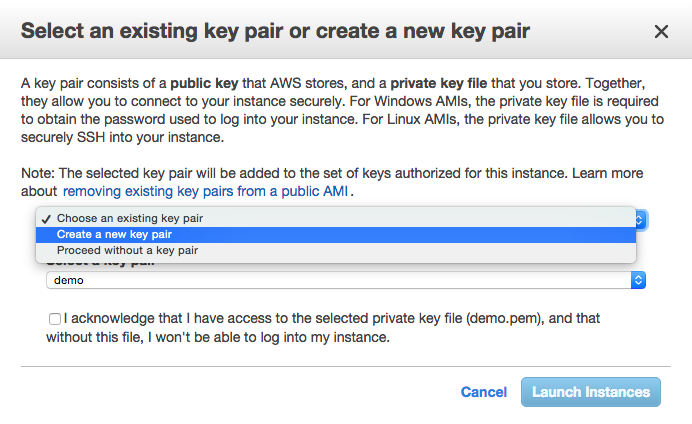 Select an existing key pair or create a new key pair
A key pair consists of a public key that AWS stores, and a private key file that you store. Together,
they allow you to connect to your instance securely. For Windows AMIs, the private key file is required
to obtain the password used to log into your instance. For Linux AMIs, the private key file allows you to
securely SSH into your instance.
Note: The selected key pair will be added to the set of keys authorized for this instance. Learn more
about removing existing key pairs from a public AMI.
✓ Choose an existing key pair
Create a new key pair
Proceed without a key pair
Select a key pair
demo
I acknowledge that I have access to the selected private key file (demo.pem), and that
without this file, I won't be able to log into my instance.
Cancel Launch Instances